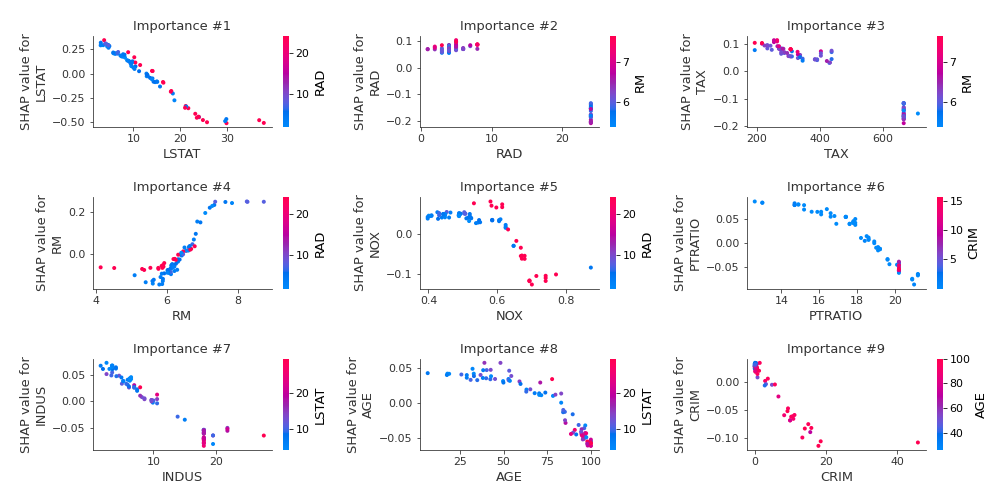 Importance #1
SHAP value for
LSTAT
0.25
0.00
−0.25
−0.50
10
20
30
LSTAT
20
10
RAD
Importance #2
SHAP value for
RAD
0.1
0.0
−0.1
−0.2
0
10
20
RAD
7
6
RM
Importance #3
SHAP value for
TAX
0.1
0.0
−0.1
−0.2
200
400
600
TAX
7
6
RM
Importance #4
SHAP value for
RM
0.2
0.0
4
6
8
RM
20
10
RAD
Importance #5
SHAP value for
NOX
0.0
−0.1
0.4
0.6
0.8
NOX
20
10
RAD
Importance #6
SHAP value for
PTRATIO
0.05
0.00
−0.05
14
16
18
20
PTRATIO
15
10
5
CRIM
Importance #7
SHAP value for
INDUS
0.05
0.00
−0.05
10
20
INDUS
20
10
LSTAT
Importance #8
SHAP value for
AGE
0.05
0.00
−0.05
25
50
75
100
AGE
20
10
LSTAT
Importance #9
SHAP value for
CRIM
0.00
−0.05
−0.10
0
20
40
CRIM
100
80
60
40
AGE